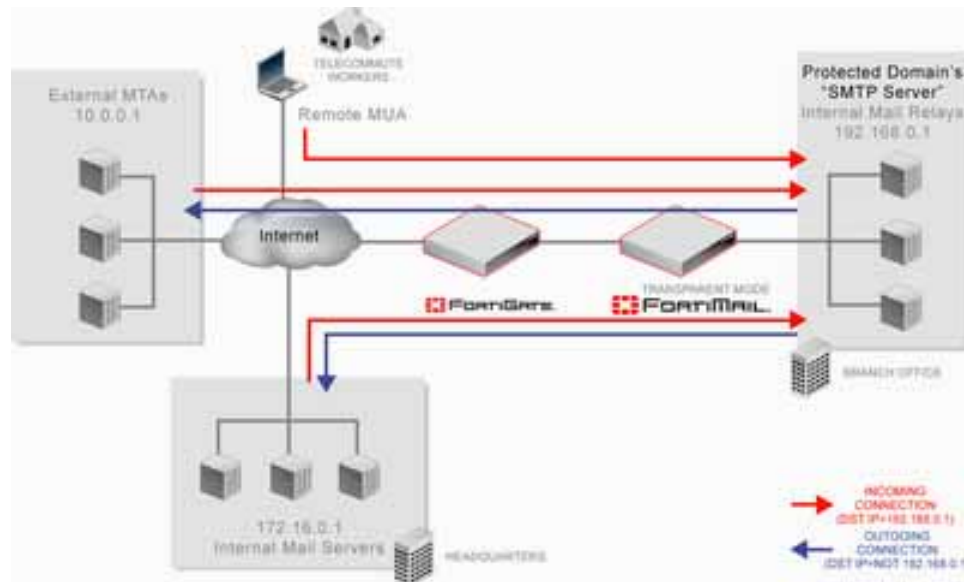 TELECOMMUTE
WORKERS
Remote MUA
External MTAs
10.0.0.1
Protected Domain's
"SMTP Server"
Internal Mail Relays
192.168.0.1
Internet
FORTIGATE
TRANSPARENT MODE
FORTIMAIL
BRANCH OFFICE
172.16.0.1
Internal Mail Servers
HEADQUARTERS
INCOMING
CONNECTION
(DST IP=192.168.0.1)
OUTGOING
CONNECTION
(DST IP=NOT 192.168.0.1